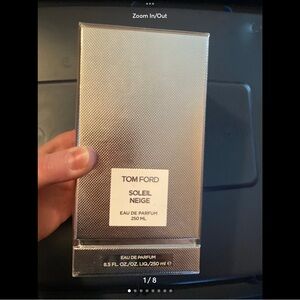 Zoom In/Out
TOM FORD
SOLEIL
NEIGE
EAU DE PARFUM
250 ML
EAU DE PARFUM
8.5 FL. OZ./OZ. LIQ./250 ml ℮
1/8